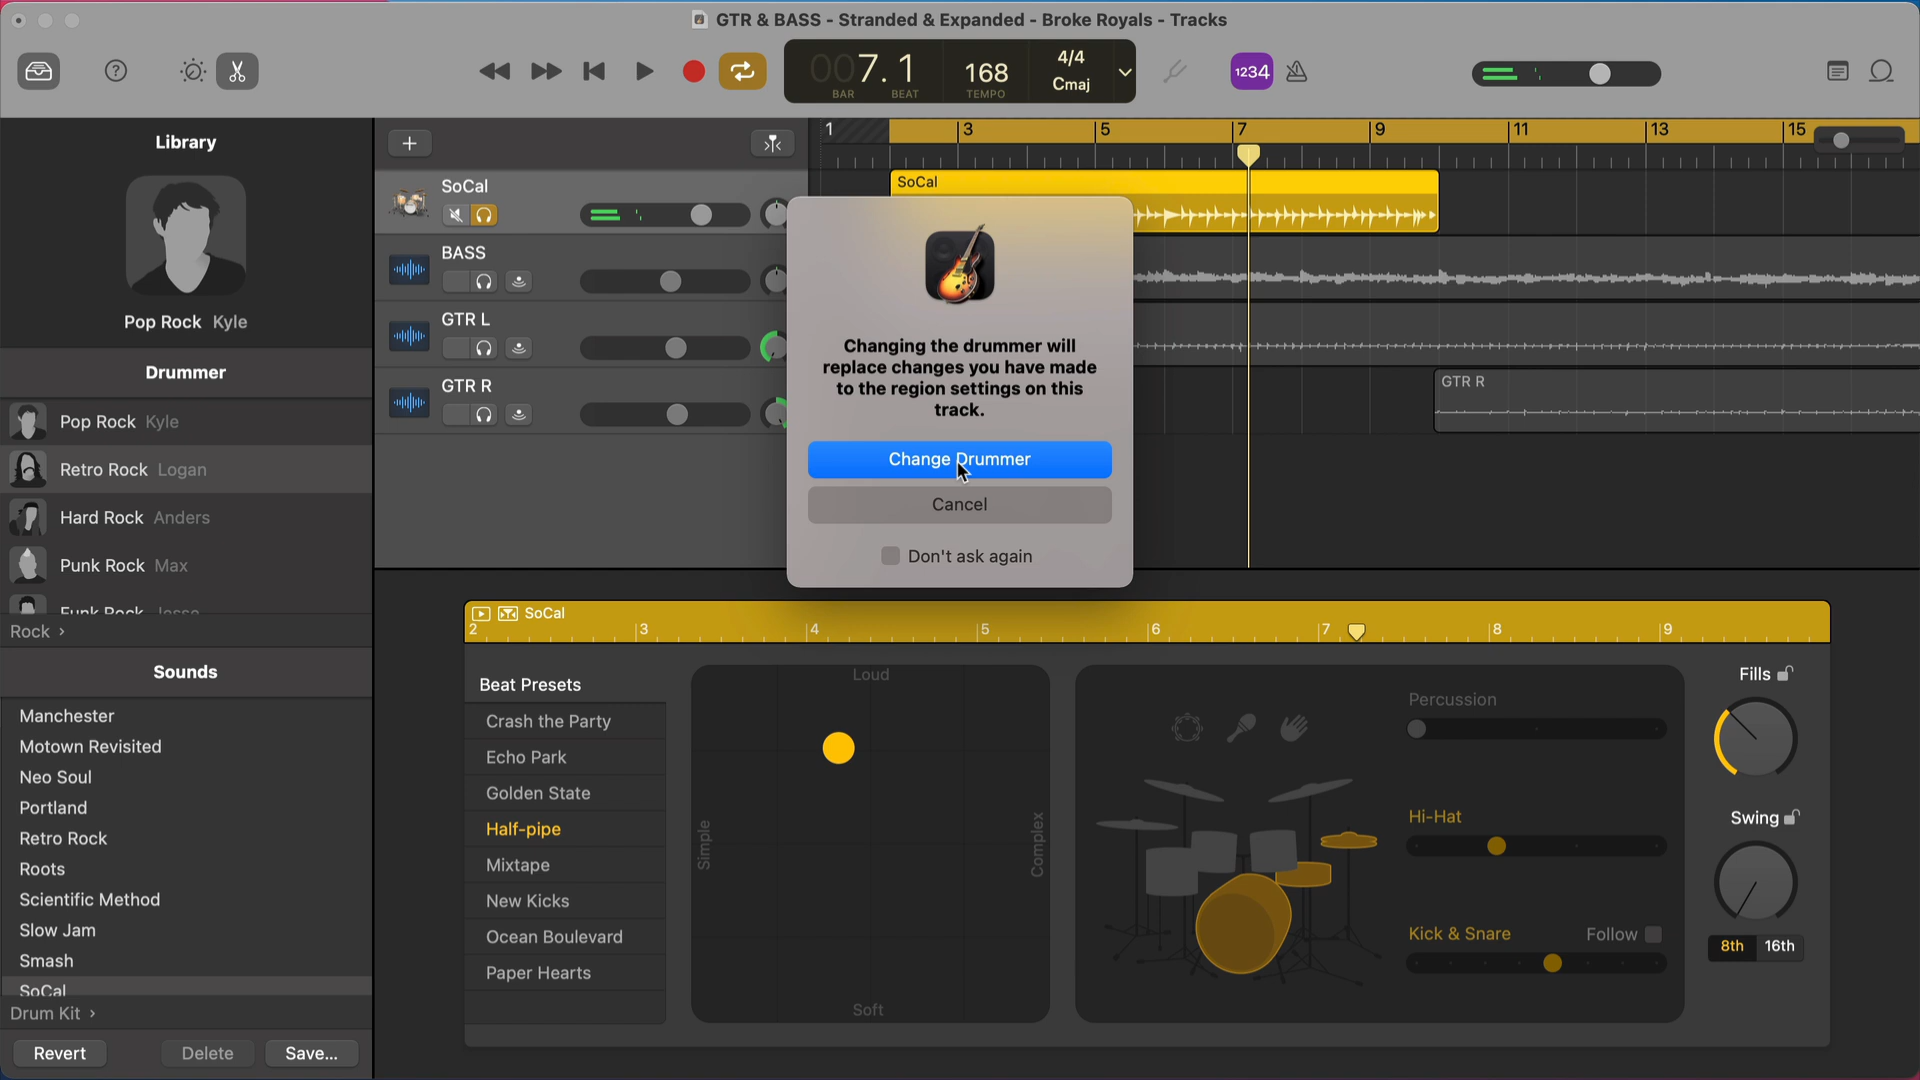 GTR & BASS - Stranded & Expanded - Broke Royals - Tracks
007.1
BAR
BEAT
168
TEMPO
4/4
Cmaj
1234
Library
Pop Rock Kyle
Drummer
Pop Rock Kyle
Retro Rock Logan
Hard Rock Anders
Punk Rock Max
Funk Rock Jesse
Rock >
Sounds
Manchester
Motown Revisited
Neo Soul
Portland
Retro Rock
Roots
Scientific Method
Slow Jam
Smash
SoCal
Drum Kit >
Revert
Delete
Save...
1 3 5 7 9 11 13 15
SoCal
BASS
GTR L
GTR R
SoCal
GTR R
Changing the drummer will
replace changes you have made
to the region settings on this
track.
Change Drummer
Cancel
Don't ask again
SoCal
2 3 4 5 6 7 8 9
Beat Presets
Crash the Party
Echo Park
Golden State
Half-pipe
Mixtape
New Kicks
Ocean Boulevard
Paper Hearts
Loud
Simple
Complex
Soft
Percussion
Hi-Hat
Kick & Snare
Follow
Fills
Swing
8th 16th